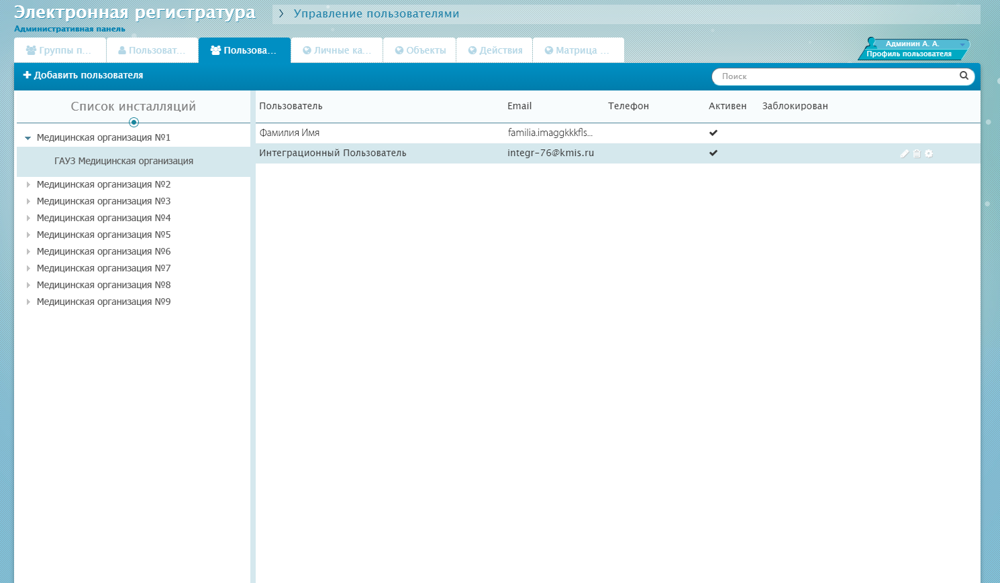 Электронная регистратура
Управление пользователями
Административная панель
Группы п...
Пользоват...
Пользова...
Личные ка...
Объекты
Действия
Матрица ...
Админин А. А.
Профиль пользователя
Добавить пользователя
Поиск
Список инсталляций
Пользователь Email Телефон Активен Заблокирован
Медицинская организация №1
ГАУЗ Медицинская организация
Медицинская организация №2
Медицинская организация №3
Медицинская организация №4
Медицинская организация №5
Медицинская организация №6
Медицинская организация №7
Медицинская организация №8
Медицинская организация №9
Фамилия Имя familia.imaggkkkfls...
Интеграционный Пользователь integr-76@kmis.ru